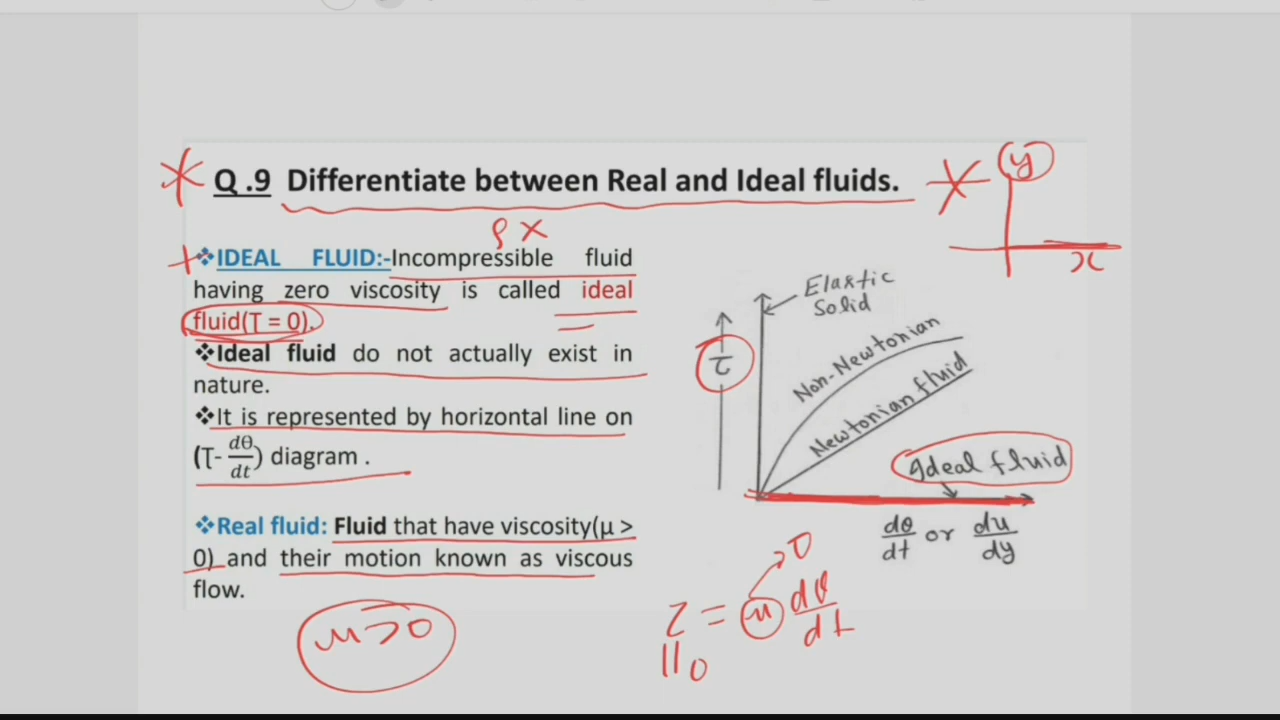 Q.9 Differentiate between Real and Ideal fluids.
y
x
ρ x
❖IDEAL FLUID:-Incompressible fluid
having zero viscosity is called ideal
fluid(T = 0).
❖Ideal fluid do not actually exist in
nature.
❖It is represented by horizontal line on
(T-dθ/dt) diagram .
❖Real fluid: Fluid that have viscosity(μ >
0) and their motion known as viscous
flow.
μ > 0
Elastic
Solid
τ
Non-Newtonian
Newtonian fluid
Ideal fluid
dθ/dt or du/dy
0
τ = μ dθ/dt
|| 0